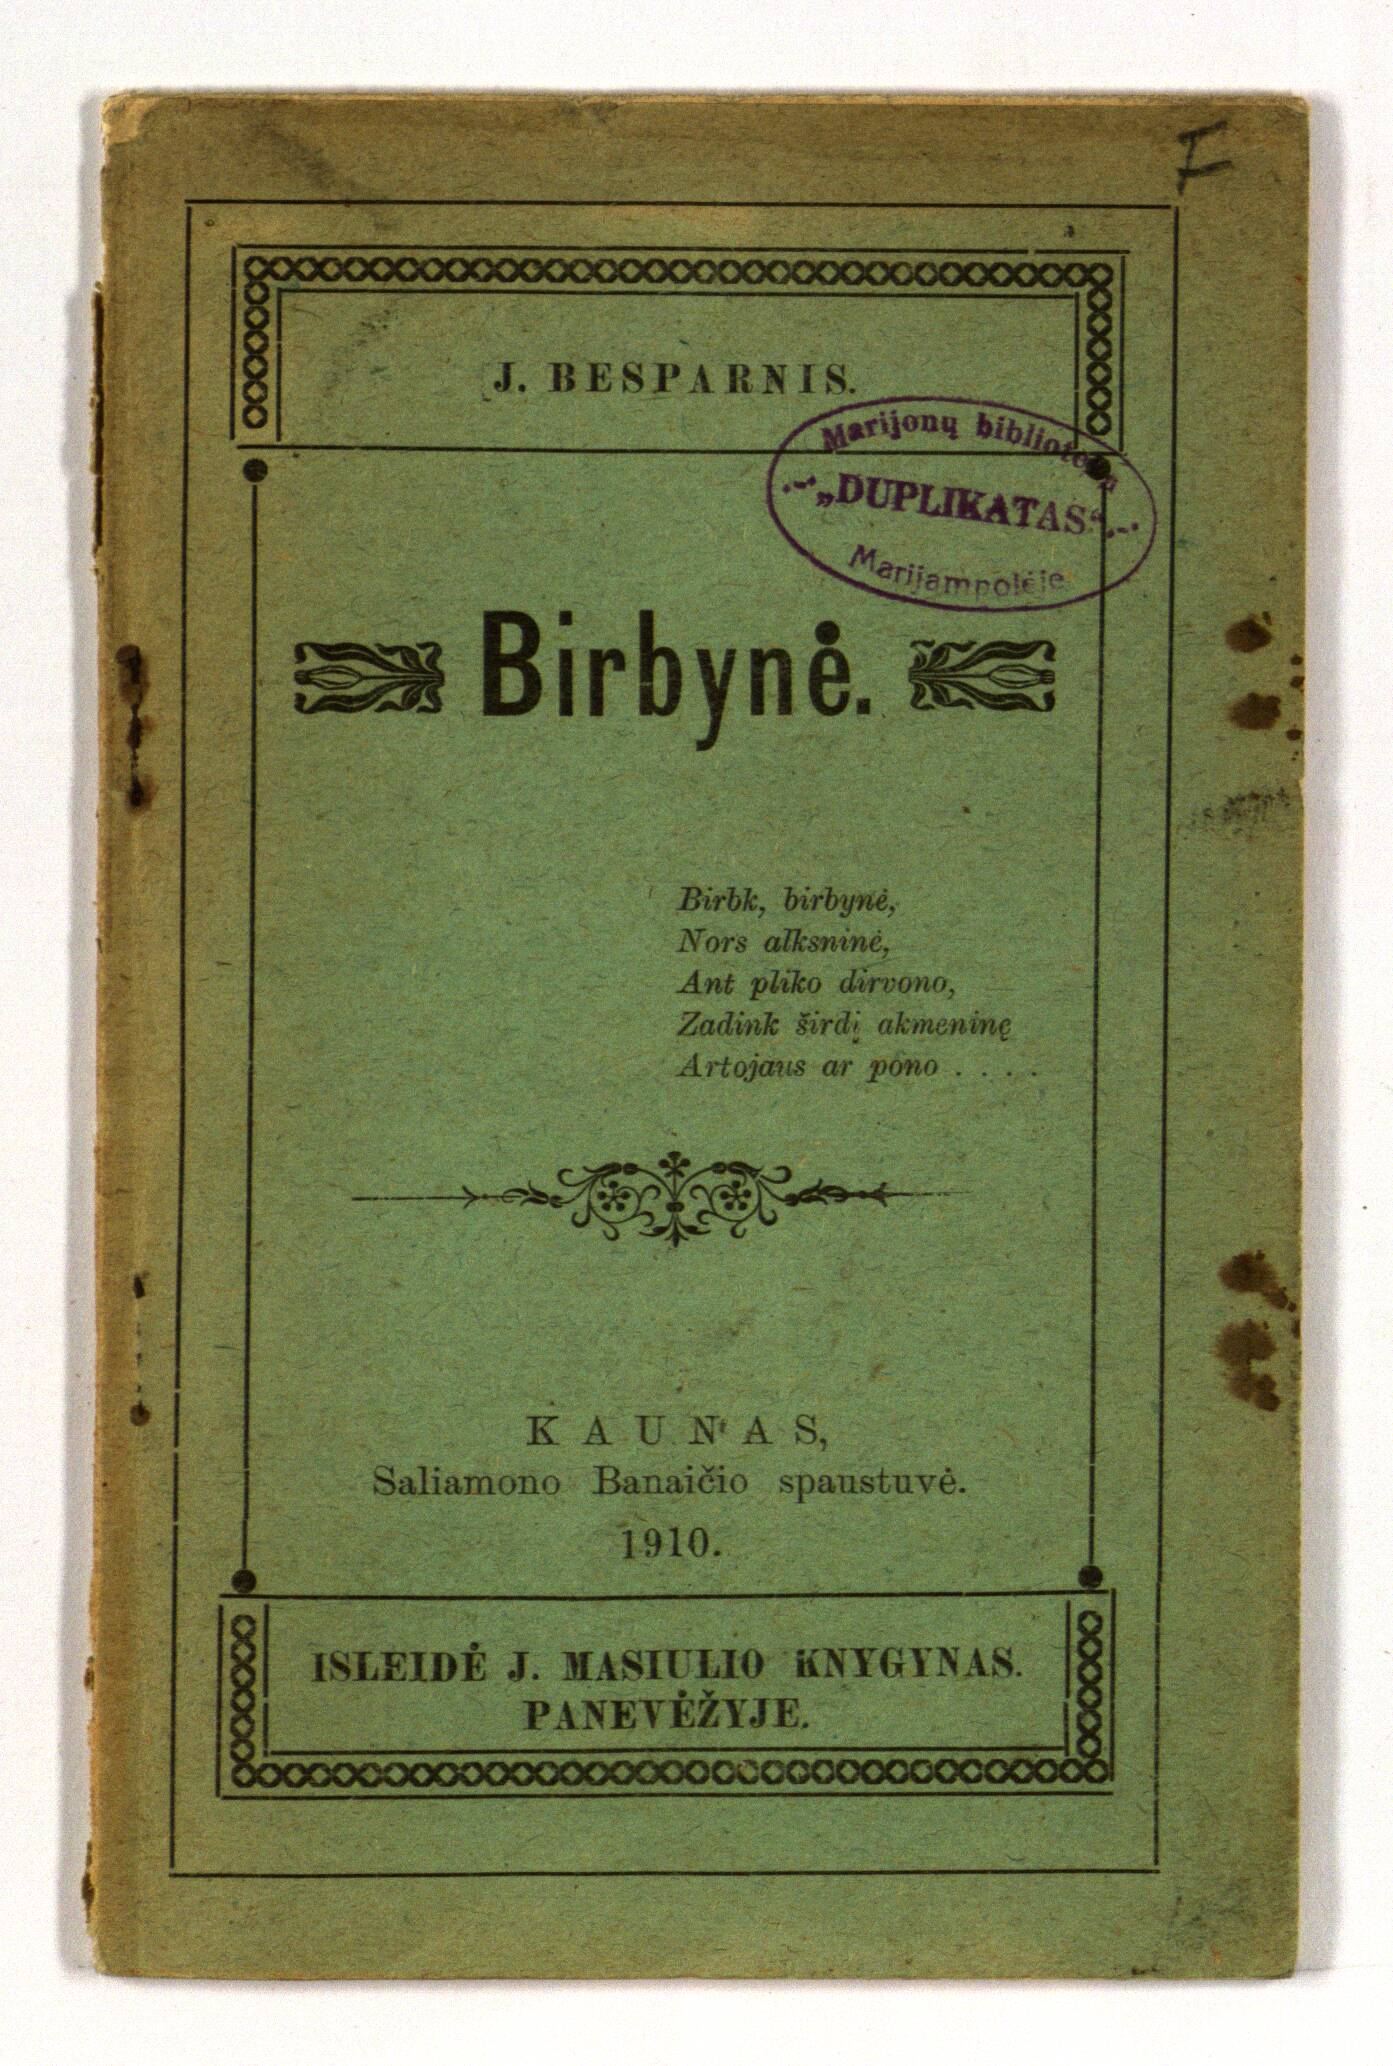 F
J. BESPARNIS.
Marijonų biblioteka
„DUPLIKATAS“
Marijampolėje
Birbynė.
Birbk, birbynė,
Nors alksninė,
Ant pliko dirvono,
Zadink širdį akmeninę
Artojaus ar pono . . . .
KAUNAS,
Saliamono Banaičio spaustuvė.
1910.
ISLEIDĖ J. MASIULIO KNYGYNAS.
PANEVĖŽYJE.